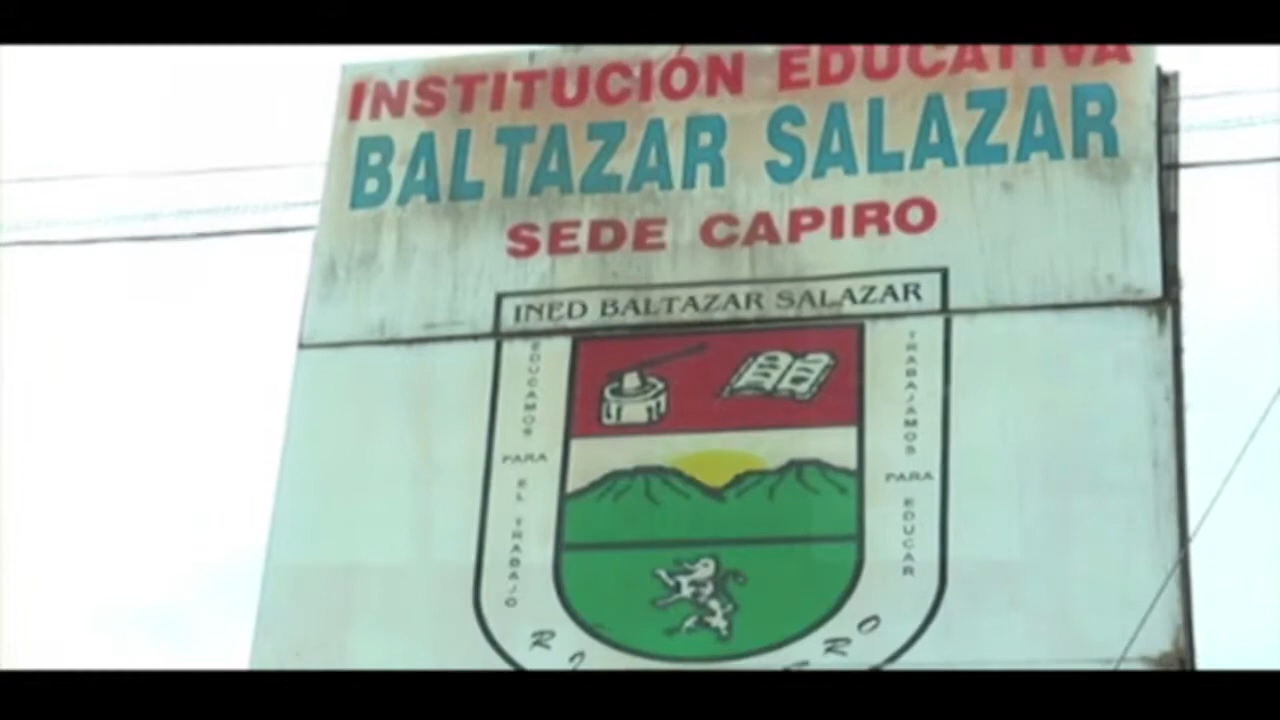 INSTITUCIÓN EDUCATIVA
BALTAZAR SALAZAR
SEDE CAPIRO
INED BALTAZAR SALAZAR
EDUCAMOS PARA EL TRABAJO
TRABAJAMOS PARA EDUCAR